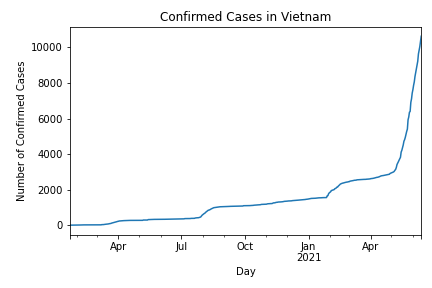 Confirmed Cases in Vietnam
10000
8000
6000
4000
2000
0
Number of Confirmed Cases
Apr Jul Oct Jan Apr
2021
Day